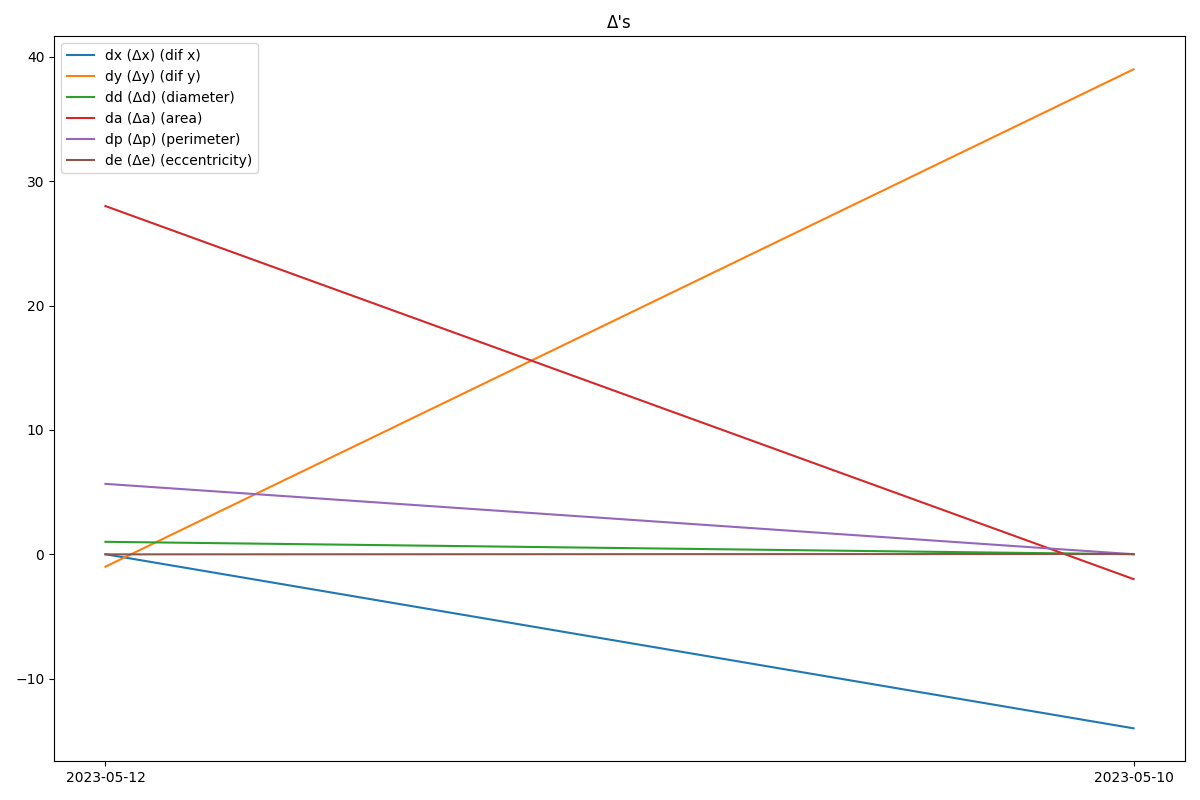 Δ's
dx (Δx) (dif x)
dy (Δy) (dif y)
dd (Δd) (diameter)
da (Δa) (area)
dp (Δp) (perimeter)
de (Δe) (eccentricity)
40
30
20
10
0
−10
2023-05-12 2023-05-10